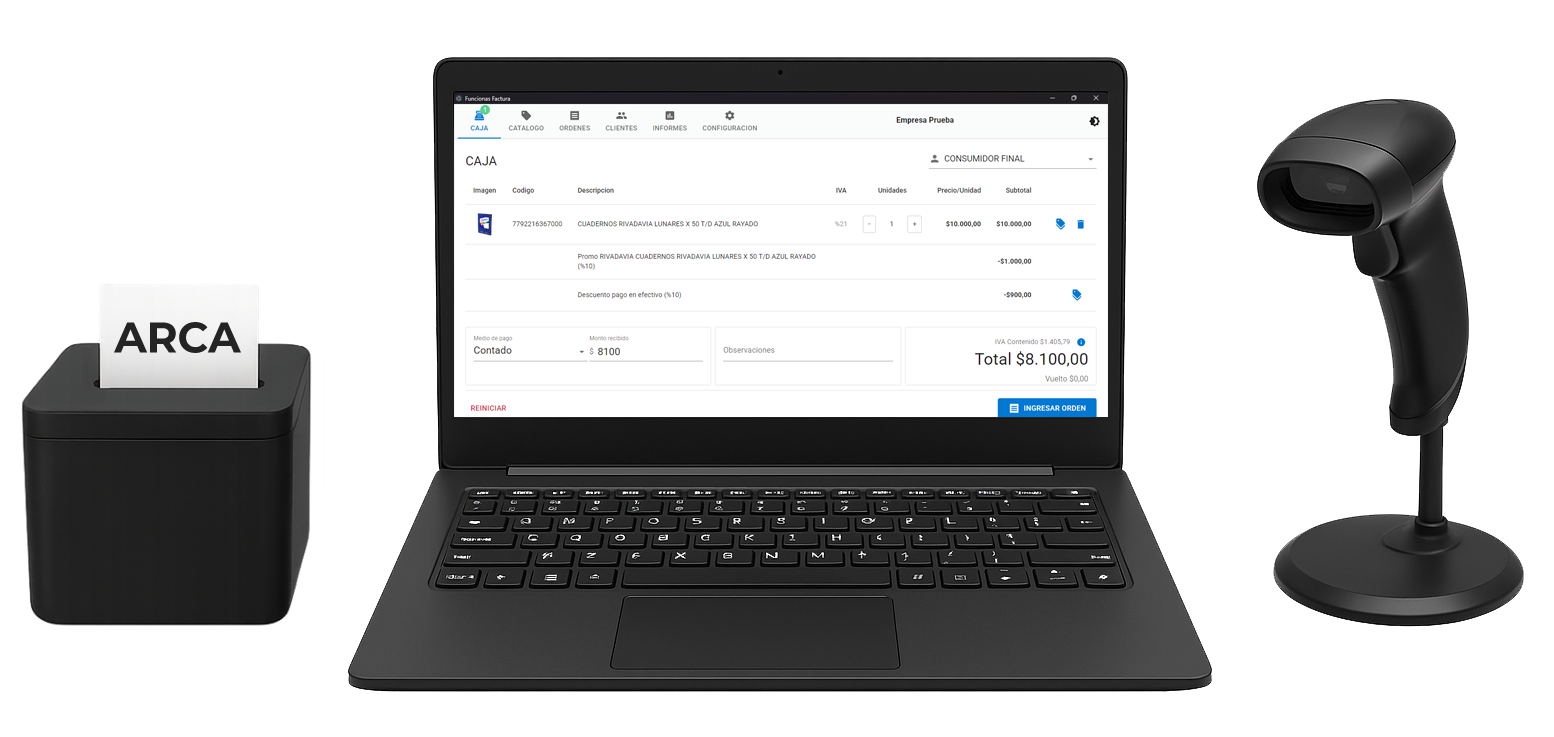 ARCA
Funcionas Factura
1
CAJA
CATALOGO
ORDENES
CLIENTES
INFORMES
CONFIGURACION
Empresa Prueba
CAJA
CONSUMIDOR FINAL
Imagen Codigo Descripcion IVA Unidades Precio/Unidad Subtotal
7792216367000 CUADERNOS RIVADAVIA LUNARES X 50 T/D AZUL RAYADO %21 - 1 + $10.000,00 $10.000,00
Promo RIVADAVIA CUADERNOS RIVADAVIA LUNARES X 50 T/D AZUL RAYADO
(%10)
-$1.000,00
Descuento pago en efectivo (%10) -$900,00
Medio de pago
Contado
Monto recibido
$ 8100
Observaciones
IVA Contenido $1.405,79
Total $8.100,00
Vuelto $0,00
REINICIAR
INGRESAR ORDEN